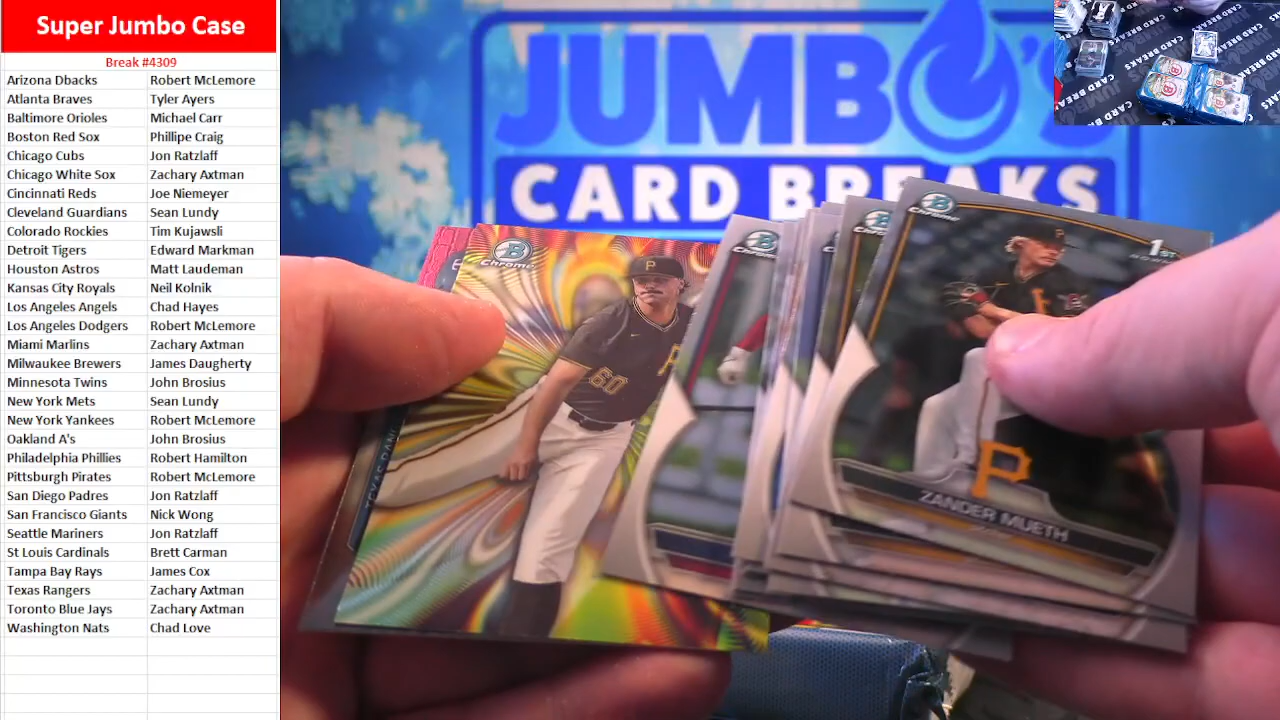 Super Jumbo Case
Break #4309
Arizona Dbacks Robert McLemore
Atlanta Braves Tyler Ayers
Baltimore Orioles Michael Carr
Boston Red Sox Phillipe Craig
Chicago Cubs Jon Ratzlaff
Chicago White Sox Zachary Axtman
Cincinnati Reds Joe Niemeyer
Cleveland Guardians Sean Lundy
Colorado Rockies Tim Kujawsli
Detroit Tigers Edward Markman
Houston Astros Matt Laudeman
Kansas City Royals Neil Kolnik
Los Angeles Angels Chad Hayes
Los Angeles Dodgers Robert McLemore
Miami Marlins Zachary Axtman
Milwaukee Brewers James Daugherty
Minnesota Twins John Brosius
New York Mets Sean Lundy
New York Yankees Robert McLemore
Oakland A's John Brosius
Philadelphia Phillies Robert Hamilton
Pittsburgh Pirates Robert McLemore
San Diego Padres Jon Ratzlaff
San Francisco Giants Nick Wong
Seattle Mariners Jon Ratzlaff
St Louis Cardinals Brett Carman
Tampa Bay Rays James Cox
Texas Rangers Zachary Axtman
Toronto Blue Jays Zachary Axtman
Washington Nats Chad Love
JUMBO'S
CARD BREAKS
B
Chrome
P
60
B
B
Chrome
1ST
P
ZANDER MUETH